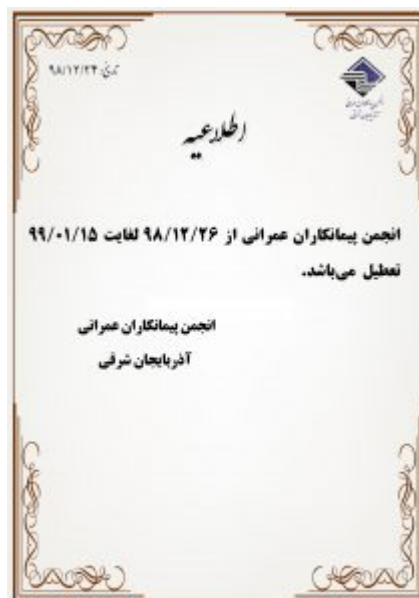 تاریخ: ۹۸/۱۲/۲۴
اطلاعیه
انجمن پیمانکاران عمرانی از ۹۸/۱۲/۲۶ لغایت ۹۹/۰۱/۱۵
تعطیل می‌باشد.
انجمن پیمانکاران عمرانی
آذربایجان شرقی